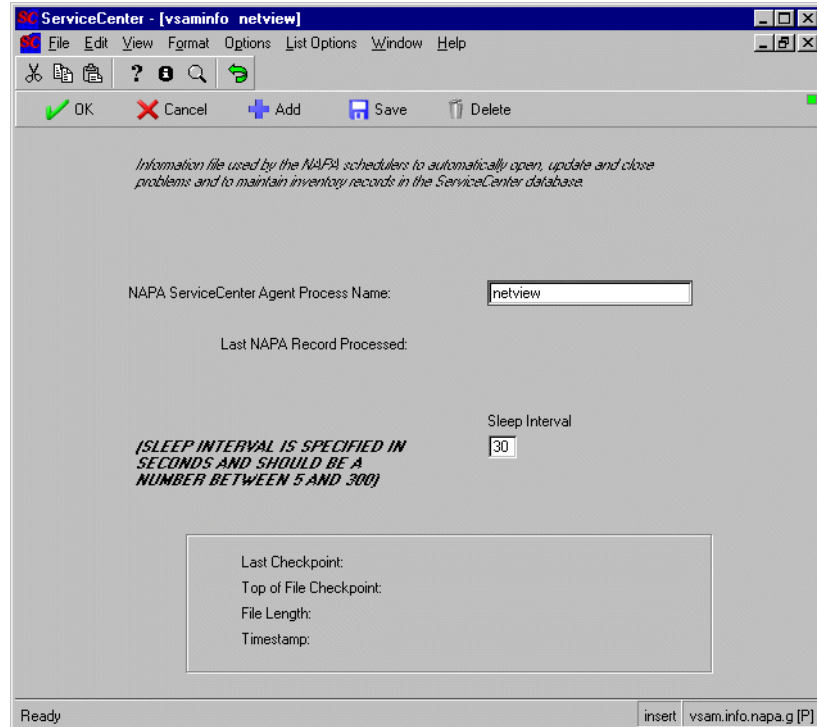 SC ServiceCenter - [vsaminfo netview]
SC File Edit View Format Options List Options Window Help
OK Cancel Add Save Delete
Information file used by the NAPA schedulers to automatically open, update and close
problems and to maintain inventory records in the ServiceCenter database.
NAPA ServiceCenter Agent Process Name: netview
Last NAPA Record Processed:
Sleep Interval
(SLEEP INTERVAL IS SPECIFIED IN 30
SECONDS AND SHOULD BE A
NUMBER BETWEEN 5 AND 300)
Last Checkpoint:
Top of File Checkpoint:
File Length:
Timestamp:
Ready insert vsam.info.napa.g [P]